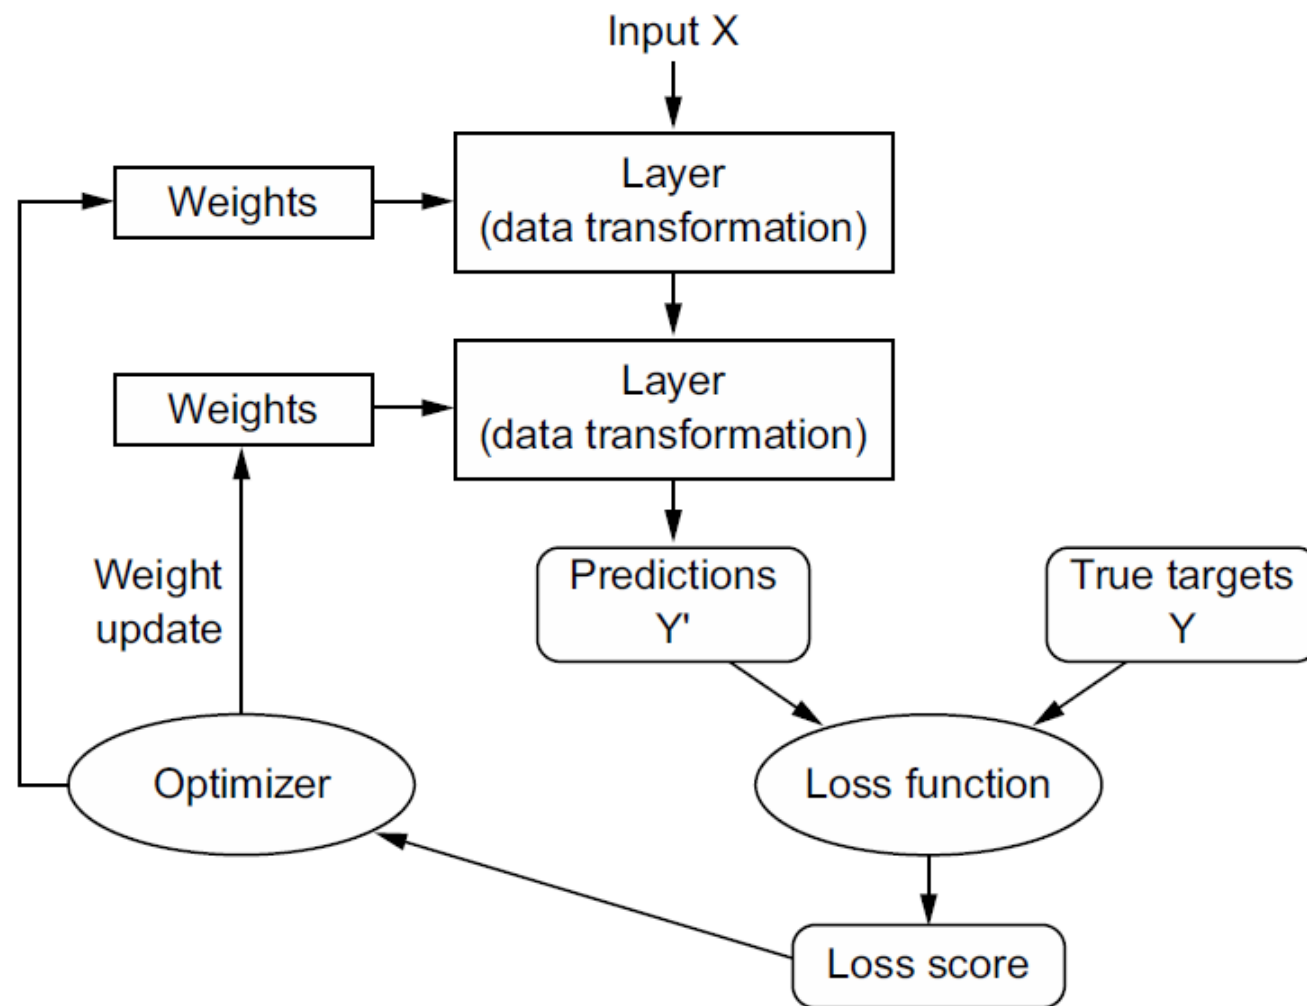 Input X
Weights
Layer
(data transformation)
Weights
Layer
(data transformation)
Weight
update
Predictions
Y'
True targets
Y
Optimizer
Loss function
Loss score